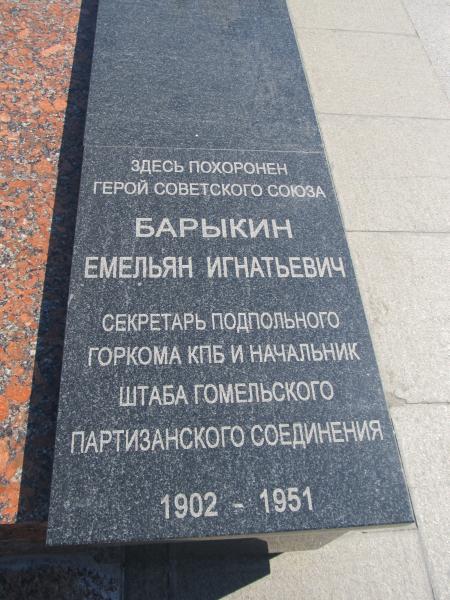 ЗДЕСЬ ПОХОРОНЕН
ГЕРОЙ СОВЕТСКОГО СОЮЗА
БАРЫКИН
ЕМЕЛЬЯН ИГНАТЬЕВИЧ
СЕКРЕТАРЬ ПОДПОЛЬНОГО
ГОРКОМА КПБ И НАЧАЛЬНИК
ШТАБА ГОМЕЛЬСКОГО
ПАРТИЗАНСКОГО СОЕДИНЕНИЯ
1902 - 1951